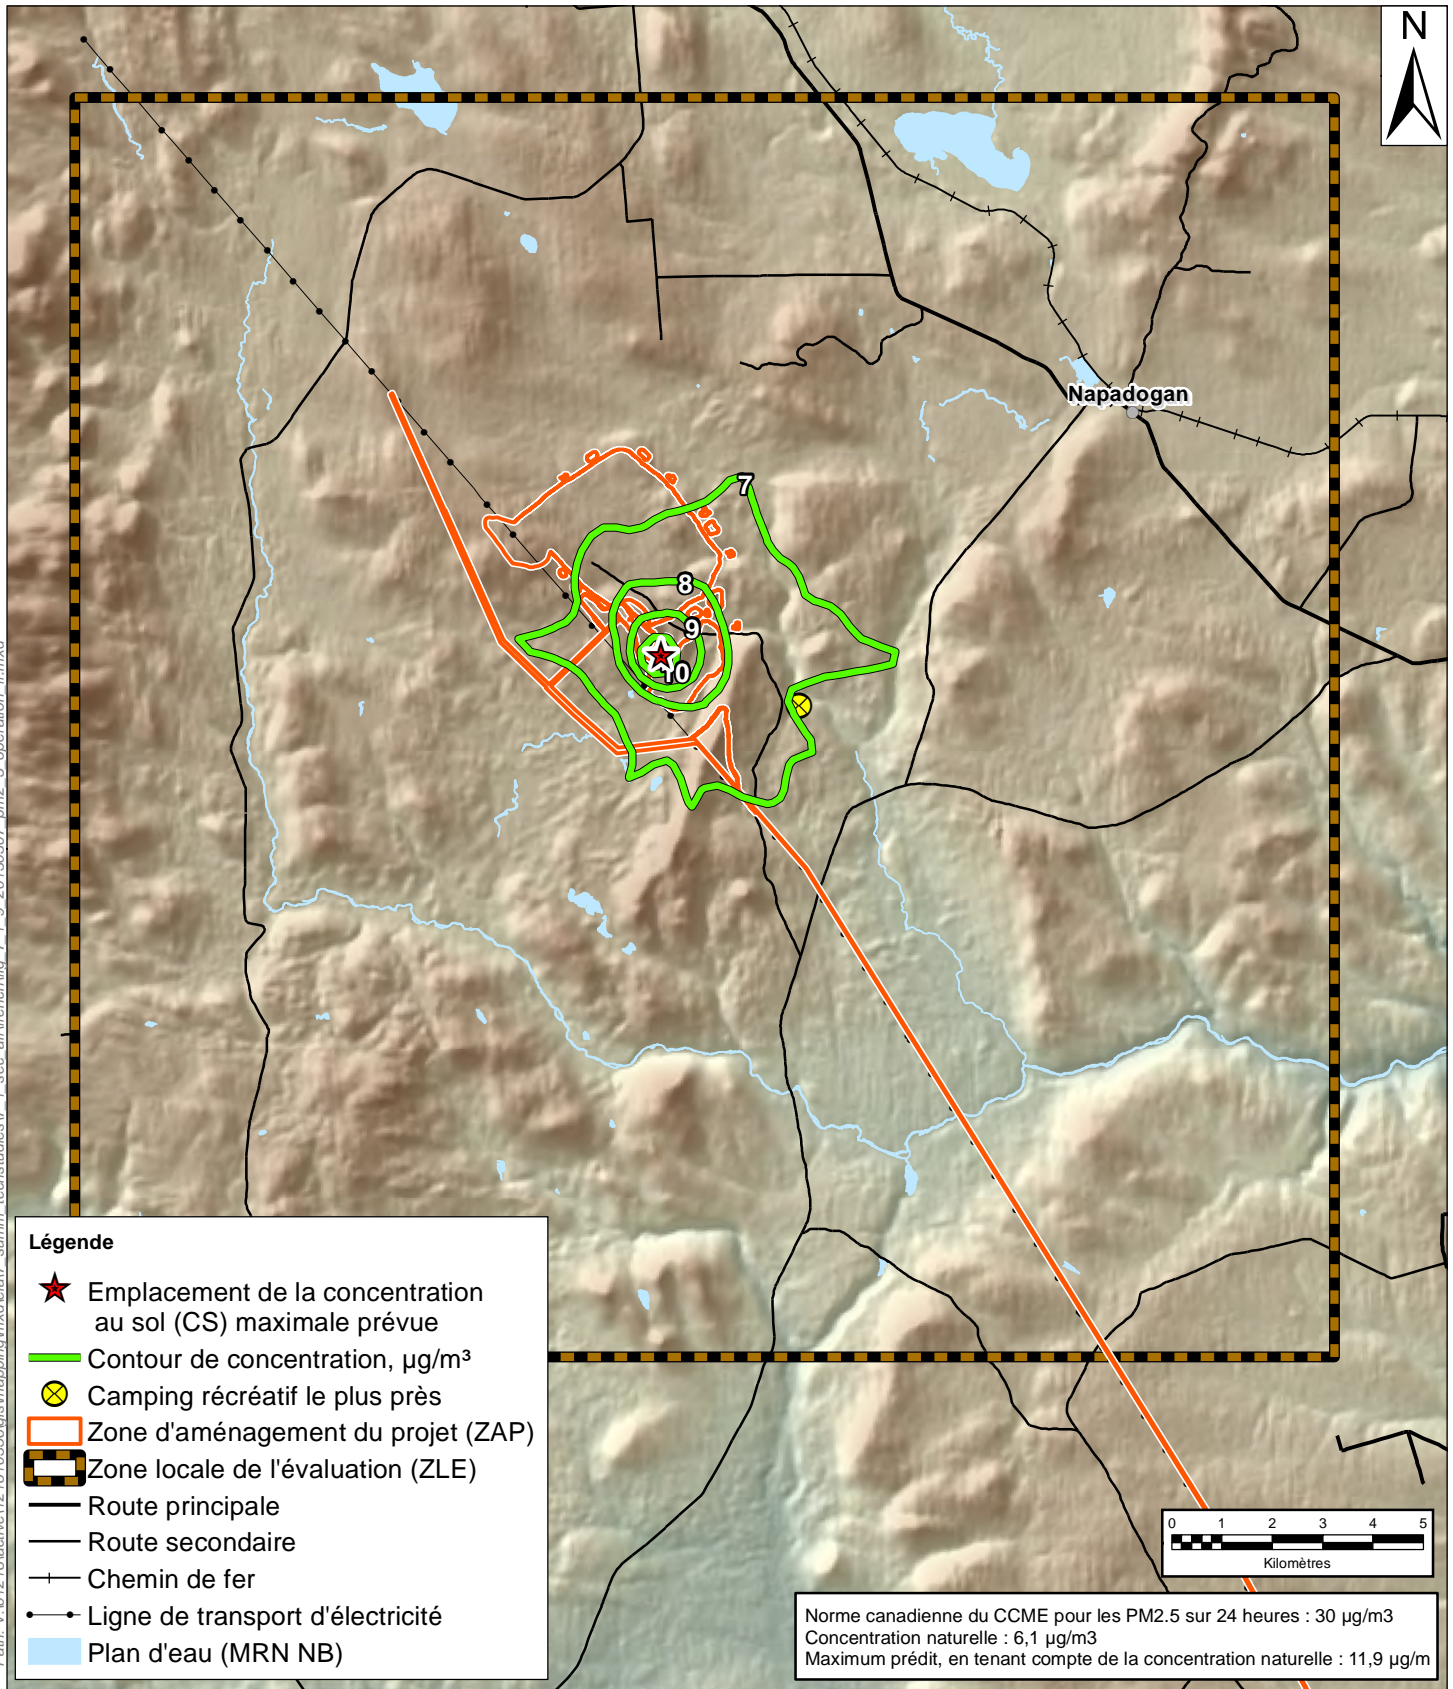 N
Napadogan
7
8
9
10
Légende
Emplacement de la concentration
au sol (CS) maximale prévue
Contour de concentration, µg/m³
Camping récréatif le plus près
Zone d'aménagement du projet (ZAP)
Zone locale de l'évaluation (ZLE)
Route principale
Route secondaire
Chemin de fer
Ligne de transport d'électricité
Plan d'eau (MRN NB)
0 1 2 3 4 5
Kilomètres
Norme canadienne du CCME pour les PM2.5 sur 24 heures : 30 µg/m3
Concentration naturelle : 6,1 µg/m3
Maximum prédit, en tenant compte de la concentration naturelle : 11,9 µg/m